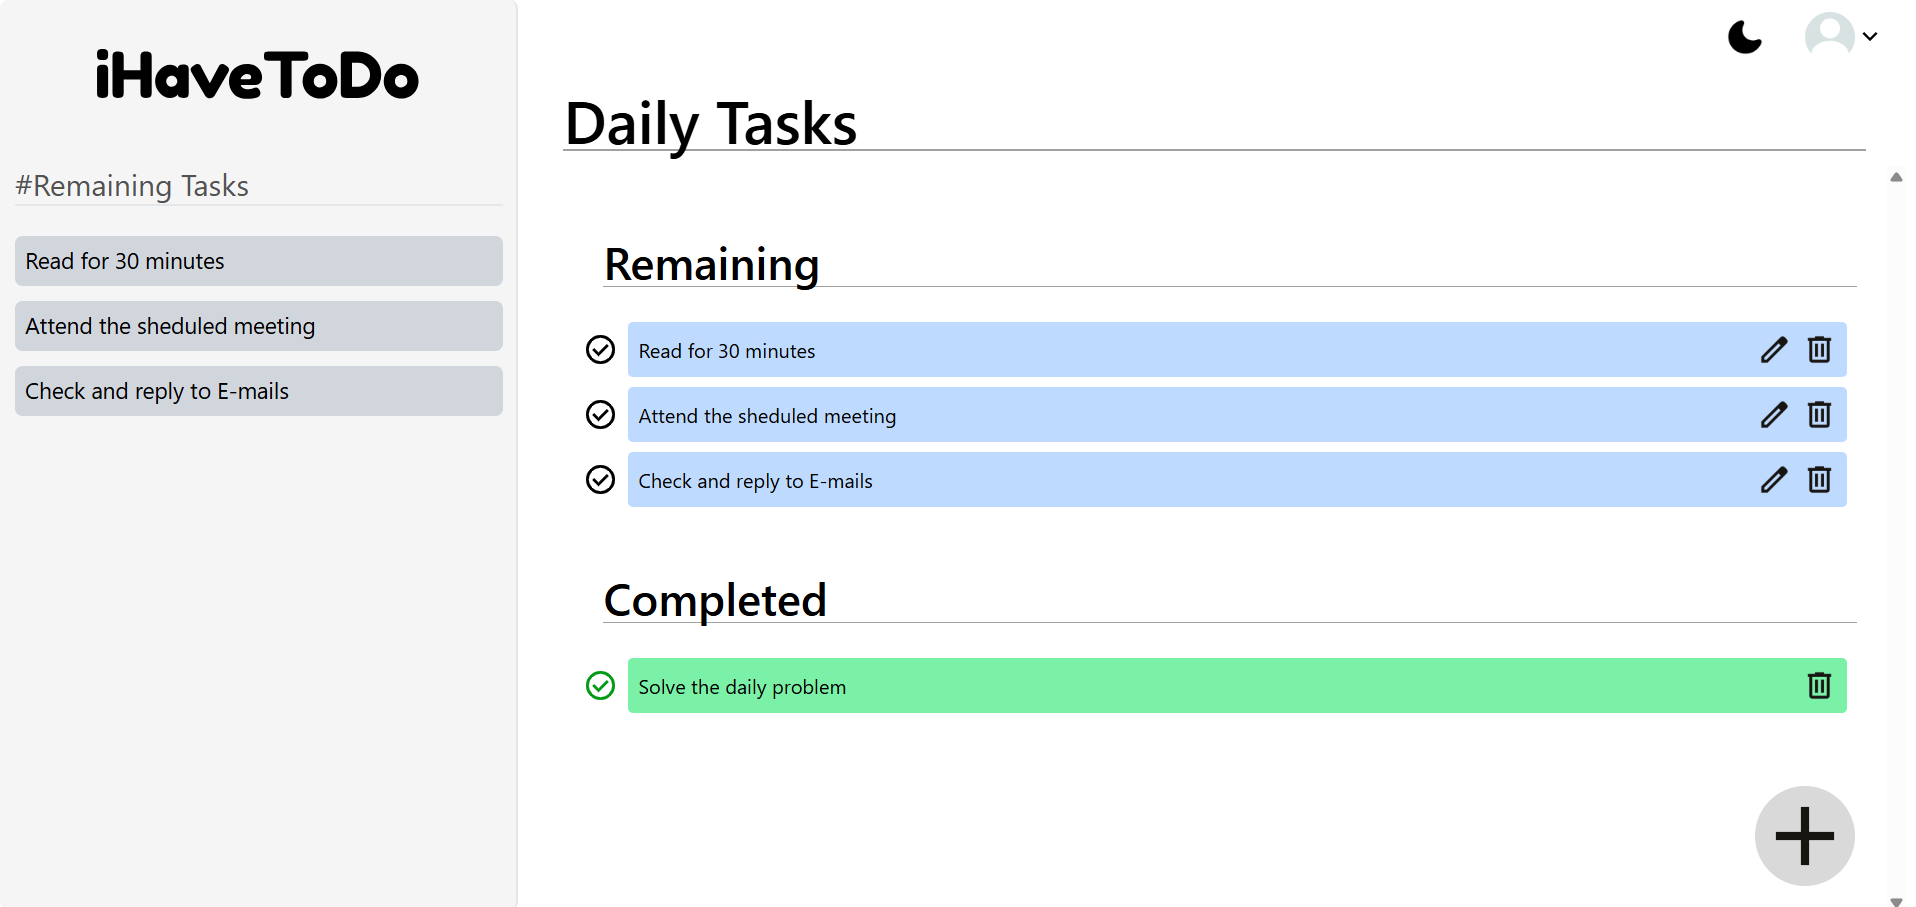 iHaveToDo
#Remaining Tasks
Read for 30 minutes
Attend the sheduled meeting
Check and reply to E-mails
Daily Tasks
Remaining
Read for 30 minutes
Attend the sheduled meeting
Check and reply to E-mails
Completed
Solve the daily problem